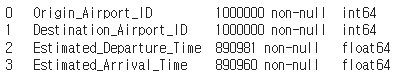 0 Origin_Airport_ID 1000000 non-null int64
1 Destination_Airport_ID 1000000 non-null int64
2 Estimated_Departure_Time 890981 non-null float64
3 Estimated_Arrival_Time 890960 non-null float64